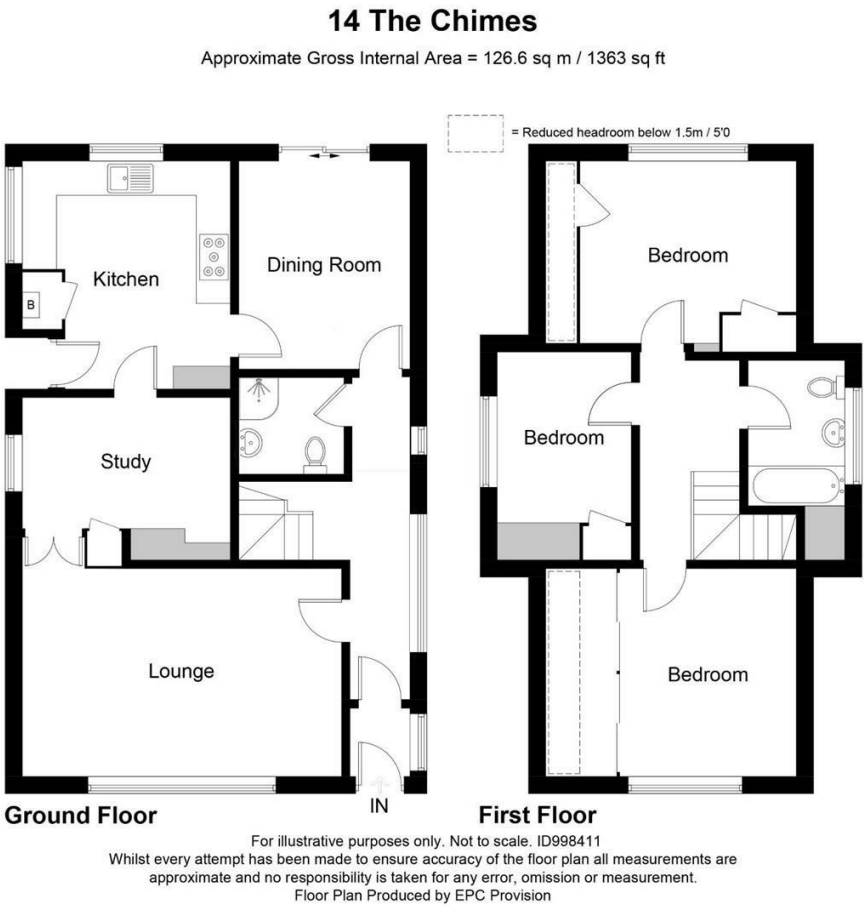 14 The Chimes
Approximate Gross Internal Area = 126.6 sq m / 1363 sq ft
= Reduced headroom below 1.5m / 5'0
Kitchen
B
Dining Room
Study
Lounge
IN
Ground Floor
Bedroom
Bedroom
Bedroom
First Floor
For illustrative purposes only. Not to scale. ID998411
Whilst every attempt has been made to ensure accuracy of the floor plan all measurements are
approximate and no responsibility is taken for any error, omission or measurement.
Floor Plan Produced by EPC Provision